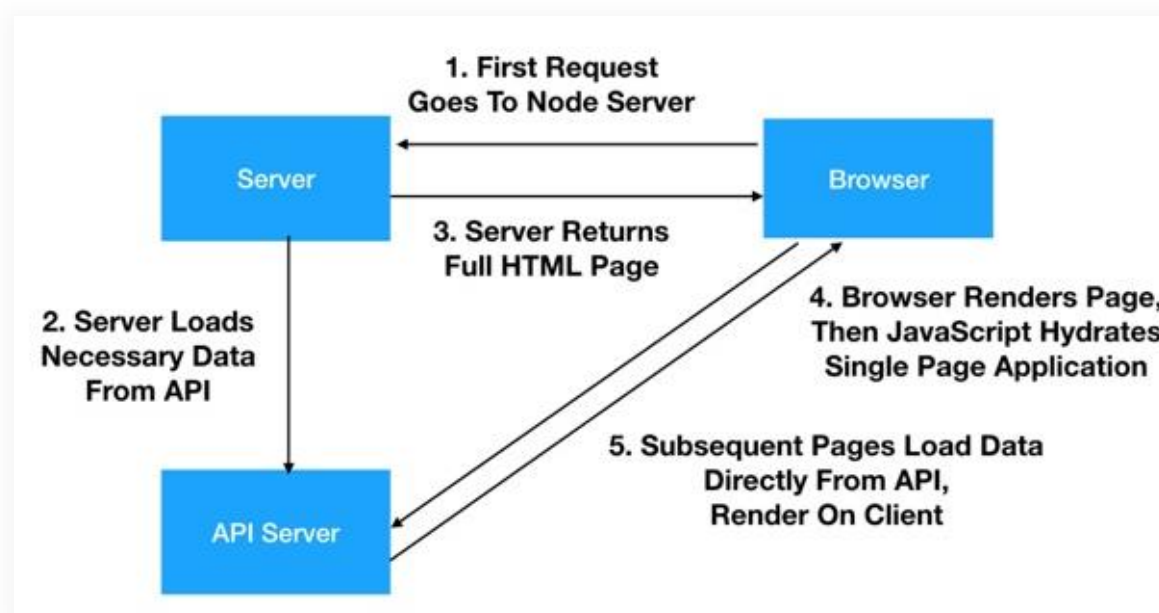 1. First Request
Goes To Node Server
Server
Browser
3. Server Returns
Full HTML Page
2. Server Loads
Necessary Data
From API
4. Browser Renders Page,
Then JavaScript Hydrates
Single Page Application
5. Subsequent Pages Load Data
Directly From API,
Render On Client
API Server